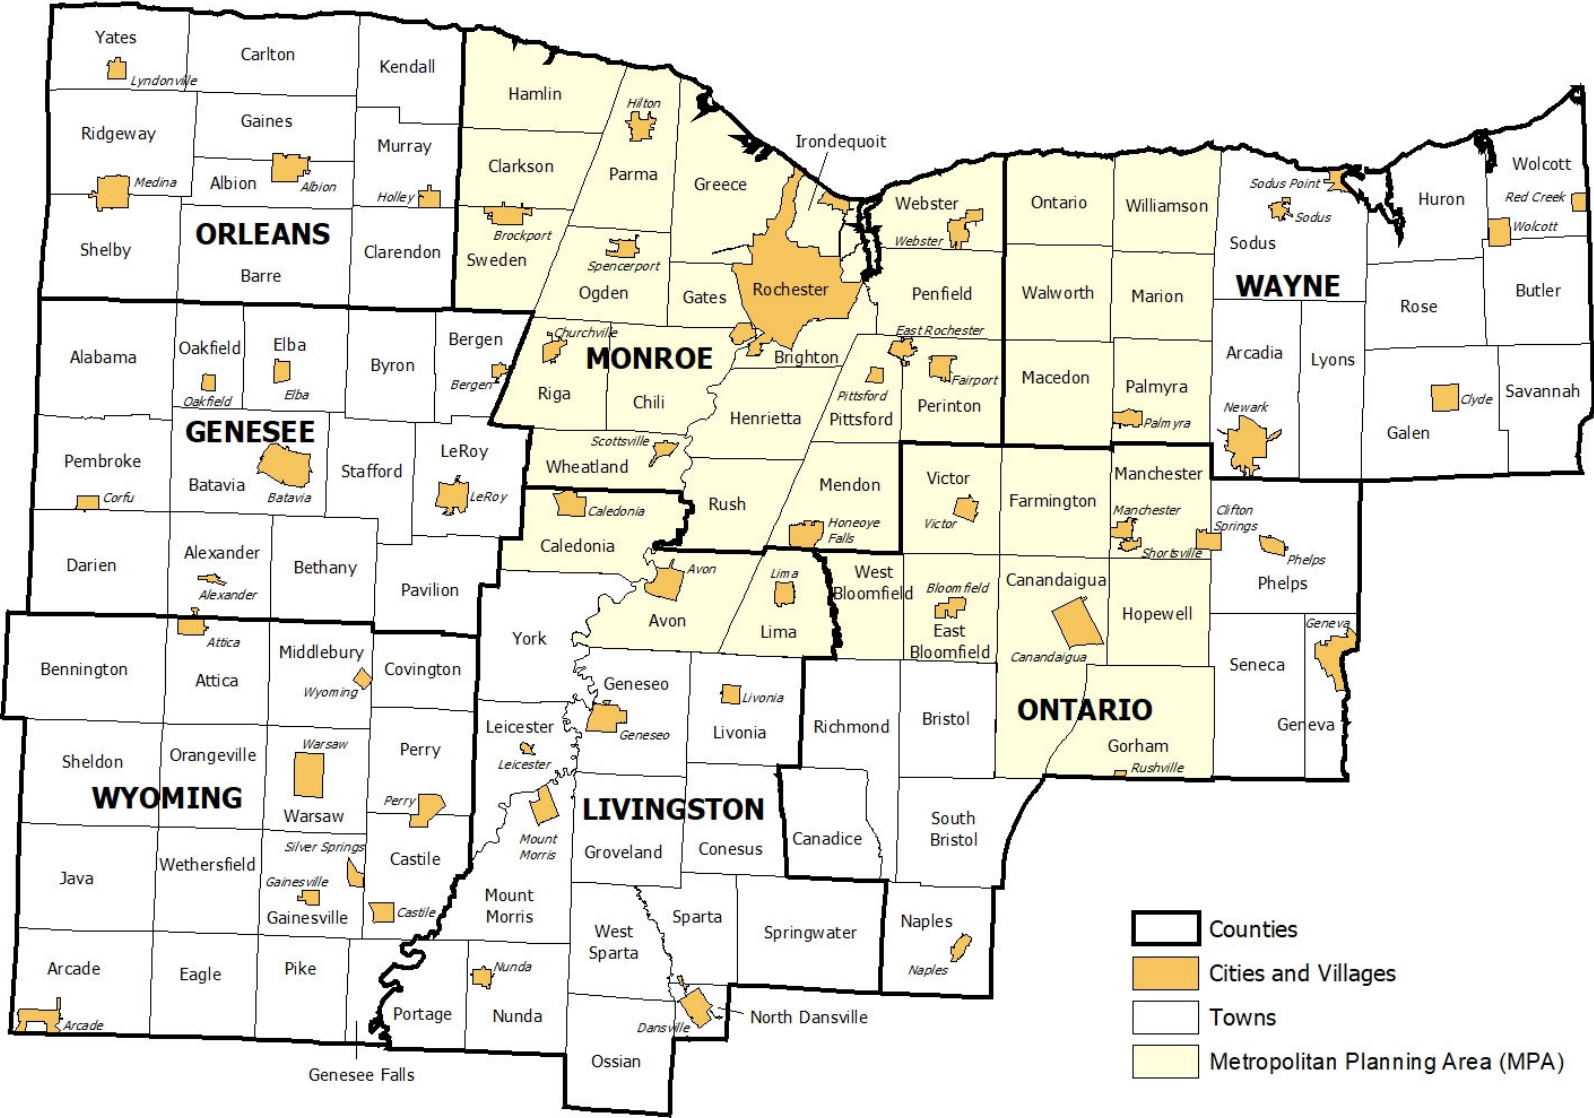 Yates
Lyndonville
Carlton
Kendall
Ridgeway
Gaines
Murray
Medina
Albion
Albion
Holley
ORLEANS
Shelby
Barre
Clarendon
Hamlin
Hilton
Clarkson
Parma
Greece
Irondequoit
Brockport
Sweden
Spencerport
Ogden
Gates
Rochester
Webster
Webster
Penfield
East Rochester
Churchville
MONROE
Brighton
Riga
Chili
Henrietta
Pittsford
Pittsford
Fairport
Perinton
Scottsville
Wheatland
Rush
Mendon
Honeoye
Falls
Ontario
Williamson
Sodus Point
Sodus
Sodus
Huron
Wolcott
Red Creek
Wolcott
WAYNE
Walworth
Marion
Rose
Butler
Arcadia
Lyons
Macedon
Palmyra
Palmyra
Newark
Clyde
Galen
Savannah
Alabama
Oakfield
Oakfield
Elba
Elba
Byron
Bergen
Bergen
GENESEE
Pembroke
Corfu
Batavia
Batavia
Stafford
LeRoy
LeRoy
Darien
Alexander
Alexander
Bethany
Pavilion
Caledonia
Caledonia
Avon
Avon
Lima
Lima
York
Victor
Victor
Farmington
Manchester
Manchester
Shortsville
Clifton
Springs
Phelps
Phelps
West
Bloomfield
Bloomfield
East
Bloomfield
Canandaigua
Canandaigua
Hopewell
Seneca
Geneva
Geneva
ONTARIO
Gorham
Rushville
Richmond
Bristol
Canadice
South
Bristol
Naples
Naples
Bennington
Attica
Attica
Middlebury
Wyoming
Covington
Sheldon
Orangeville
Warsaw
Warsaw
Perry
Perry
WYOMING
Java
Wethersfield
Silver Springs
Gainesville
Gainesville
Castile
Castile
Arcade
Arcade
Eagle
Pike
Genesee Falls
Geneseo
Geneseo
Livonia
Livonia
Leicester
Leicester
LIVINGSTON
Mount
Morris
Groveland
Conesus
Mount
Morris
West
Sparta
Sparta
Springwater
Nunda
Nunda
Portage
Dansville
North Dansville
Ossian
Counties
Cities and Villages
Towns
Metropolitan Planning Area (MPA)